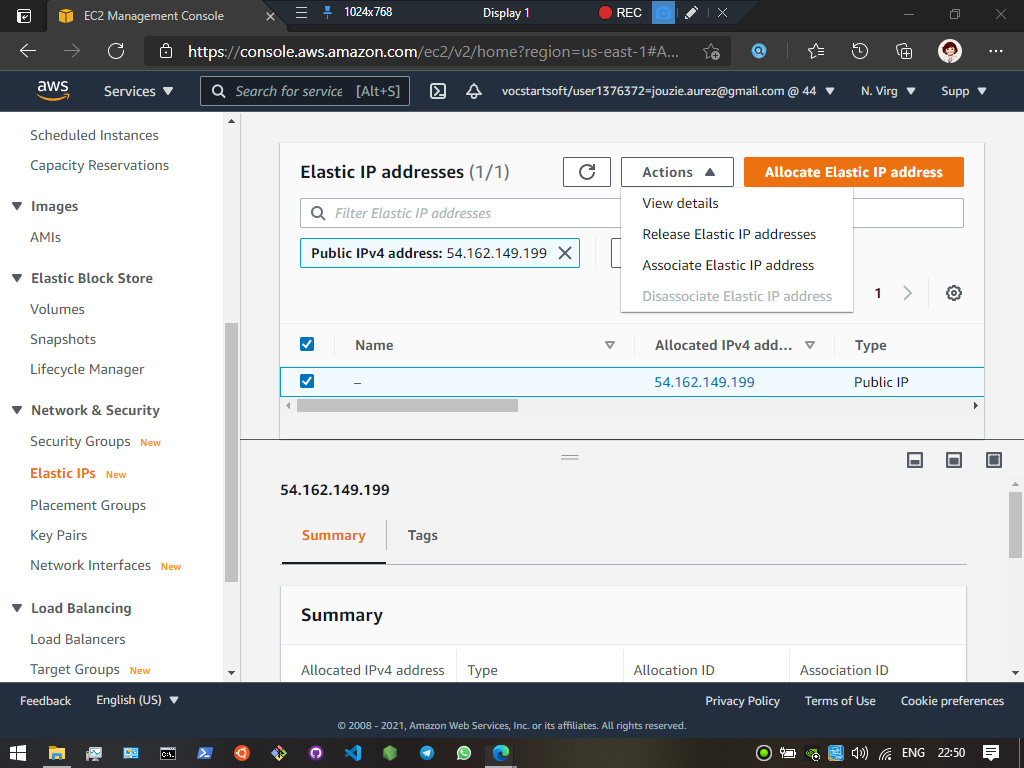 EC2 Management Console
1024x768
Display 1
REC
https://console.aws.amazon.com/ec2/v2/home?region=us-east-1#A...
aws
Services
Search for service
[Alt+S]
vocstartsoft/user1376372=jouzie.aurez@gmail.com @ 44
N. Virg
Supp
Scheduled Instances
Capacity Reservations
Images
AMIs
Elastic Block Store
Volumes
Snapshots
Lifecycle Manager
Network & Security
Security Groups New
Elastic IPs New
Placement Groups
Key Pairs
Network Interfaces New
Load Balancing
Load Balancers
Target Groups New
Elastic IP addresses (1/1)
Actions
Allocate Elastic IP address
Filter Elastic IP addresses
View details
Release Elastic IP addresses
Associate Elastic IP address
Disassociate Elastic IP address
Public IPv4 address: 54.162.149.199
1
Name
Allocated IPv4 add...
Type
–
54.162.149.199
Public IP
54.162.149.199
Summary
Tags
Summary
Allocated IPv4 address
Type
Allocation ID
Association ID
Feedback
English (US)
Privacy Policy
Terms of Use
Cookie preferences
© 2008 - 2021, Amazon Web Services, Inc. or its affiliates. All rights reserved.
ENG
22:50